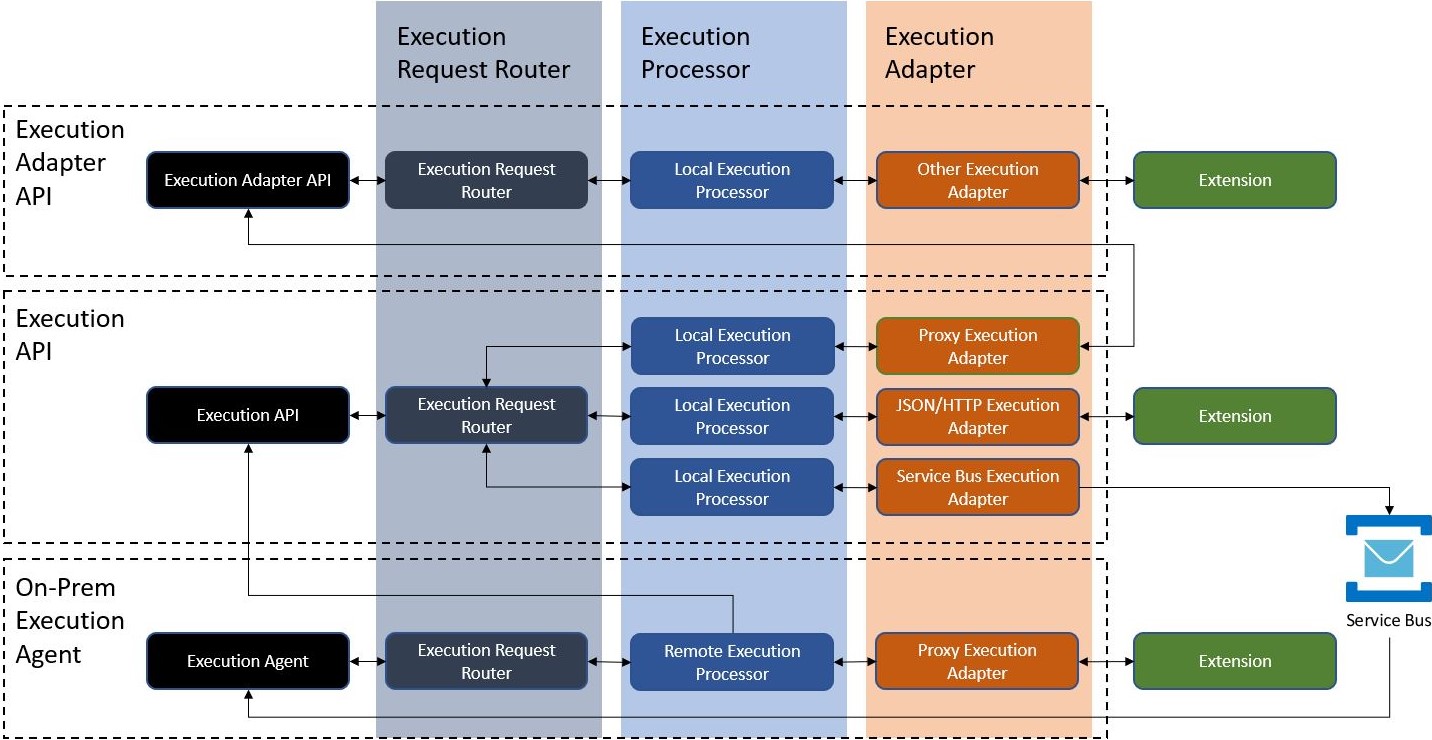 Execution
Request Router
Execution
Processor
Execution
Adapter
Execution
Adapter
API
Execution Adapter API
Execution Request
Router
Local Execution
Processor
Other Execution
Adapter
Extension
Execution
API
Local Execution
Processor
Proxy Execution
Adapter
Execution API
Execution Request
Router
Local Execution
Processor
JSON/HTTP Execution
Adapter
Extension
Local Execution
Processor
Service Bus Execution
Adapter
Service Bus
On-Prem
Execution
Agent
Execution Agent
Execution Request
Router
Remote Execution
Processor
Proxy Execution
Adapter
Extension